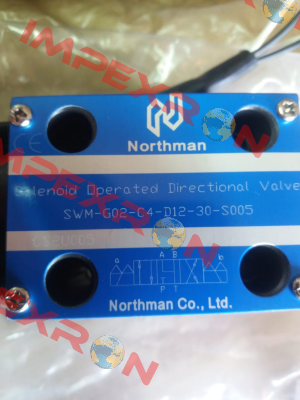 IMPEXRON
Northman
Solenoid Operated Directional Valve
SWM-G02-C4-D12-30-S005
A B
P T
Northman Co., Ltd.
IMPEXRON